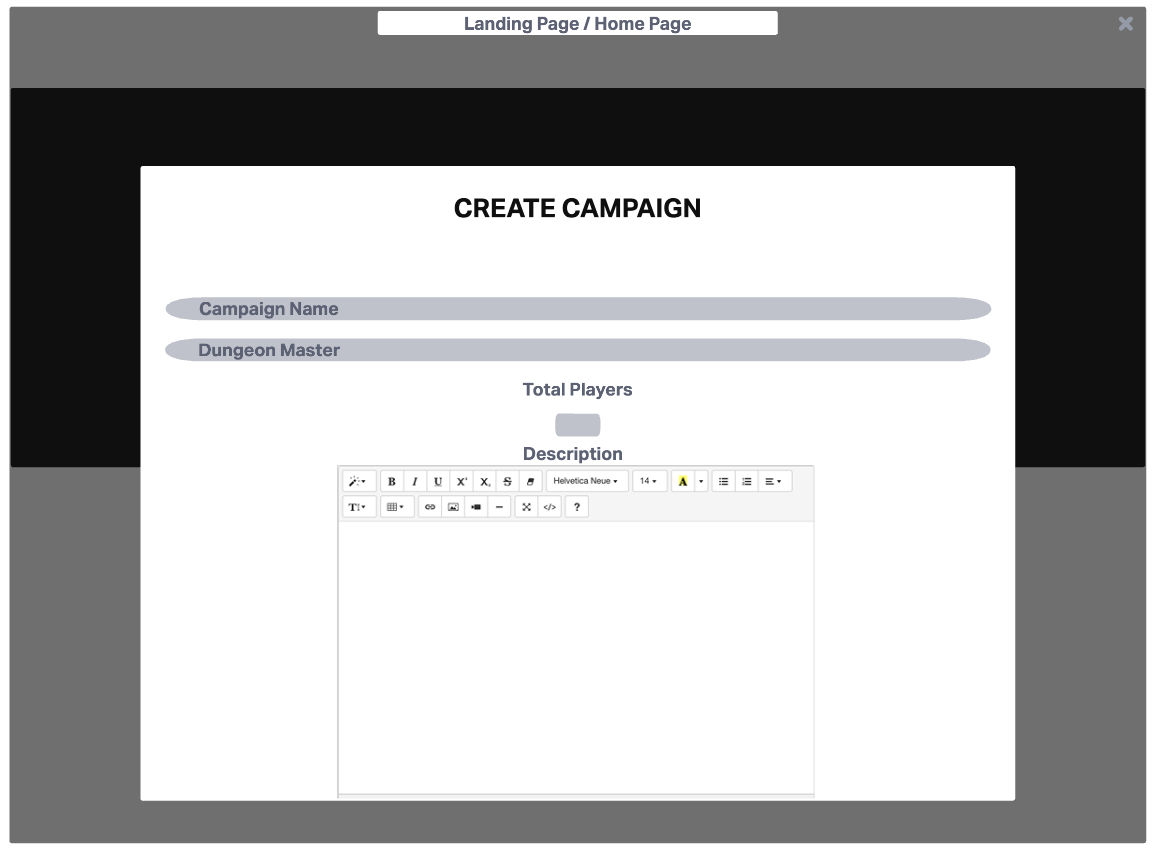 Landing Page / Home Page
CREATE CAMPAIGN
Campaign Name
Dungeon Master
Total Players
Description
B I U X' X, S Helvetica Neue 14 A
T </> ?